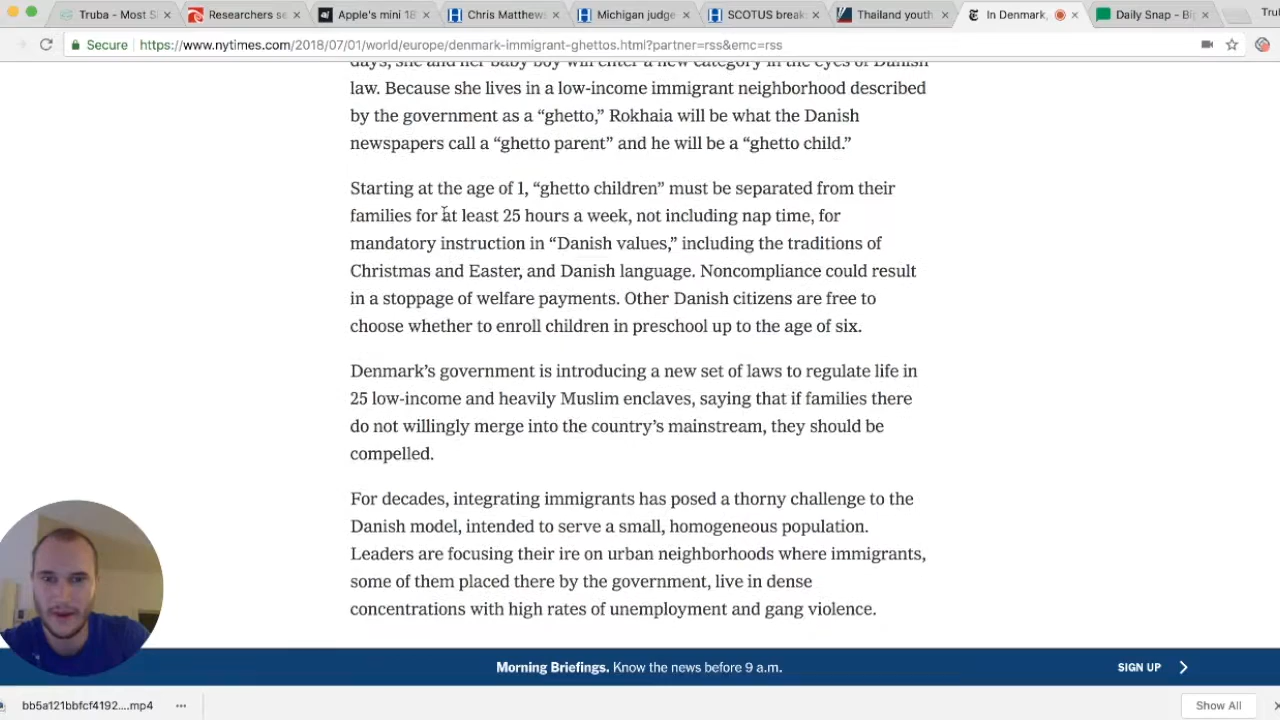 Truba - Most Si
Researchers se
Apple's mini 18
Chris Matthews
Michigan judge
SCOTUS break
Thailand youth
In Denmark,
Daily Snap - Big
Tru
Secure
https://www.nytimes.com/2018/07/01/world/europe/denmark-immigrant-ghettos.html?partner=rss&emc=rss
days, she and her baby boy will enter a new category in the eyes of Danish
law. Because she lives in a low-income immigrant neighborhood described
by the government as a “ghetto,” Rokhaia will be what the Danish
newspapers call a “ghetto parent” and he will be a “ghetto child.”
Starting at the age of 1, “ghetto children” must be separated from their
families for at least 25 hours a week, not including nap time, for
mandatory instruction in “Danish values,” including the traditions of
Christmas and Easter, and Danish language. Noncompliance could result
in a stoppage of welfare payments. Other Danish citizens are free to
choose whether to enroll children in preschool up to the age of six.
Denmark’s government is introducing a new set of laws to regulate life in
25 low-income and heavily Muslim enclaves, saying that if families there
do not willingly merge into the country’s mainstream, they should be
compelled.
For decades, integrating immigrants has posed a thorny challenge to the
Danish model, intended to serve a small, homogeneous population.
Leaders are focusing their ire on urban neighborhoods where immigrants,
some of them placed there by the government, live in dense
concentrations with high rates of unemployment and gang violence.
Morning Briefings. Know the news before 9 a.m.
SIGN UP
bb5a121bbfcf4192....mp4
Show All